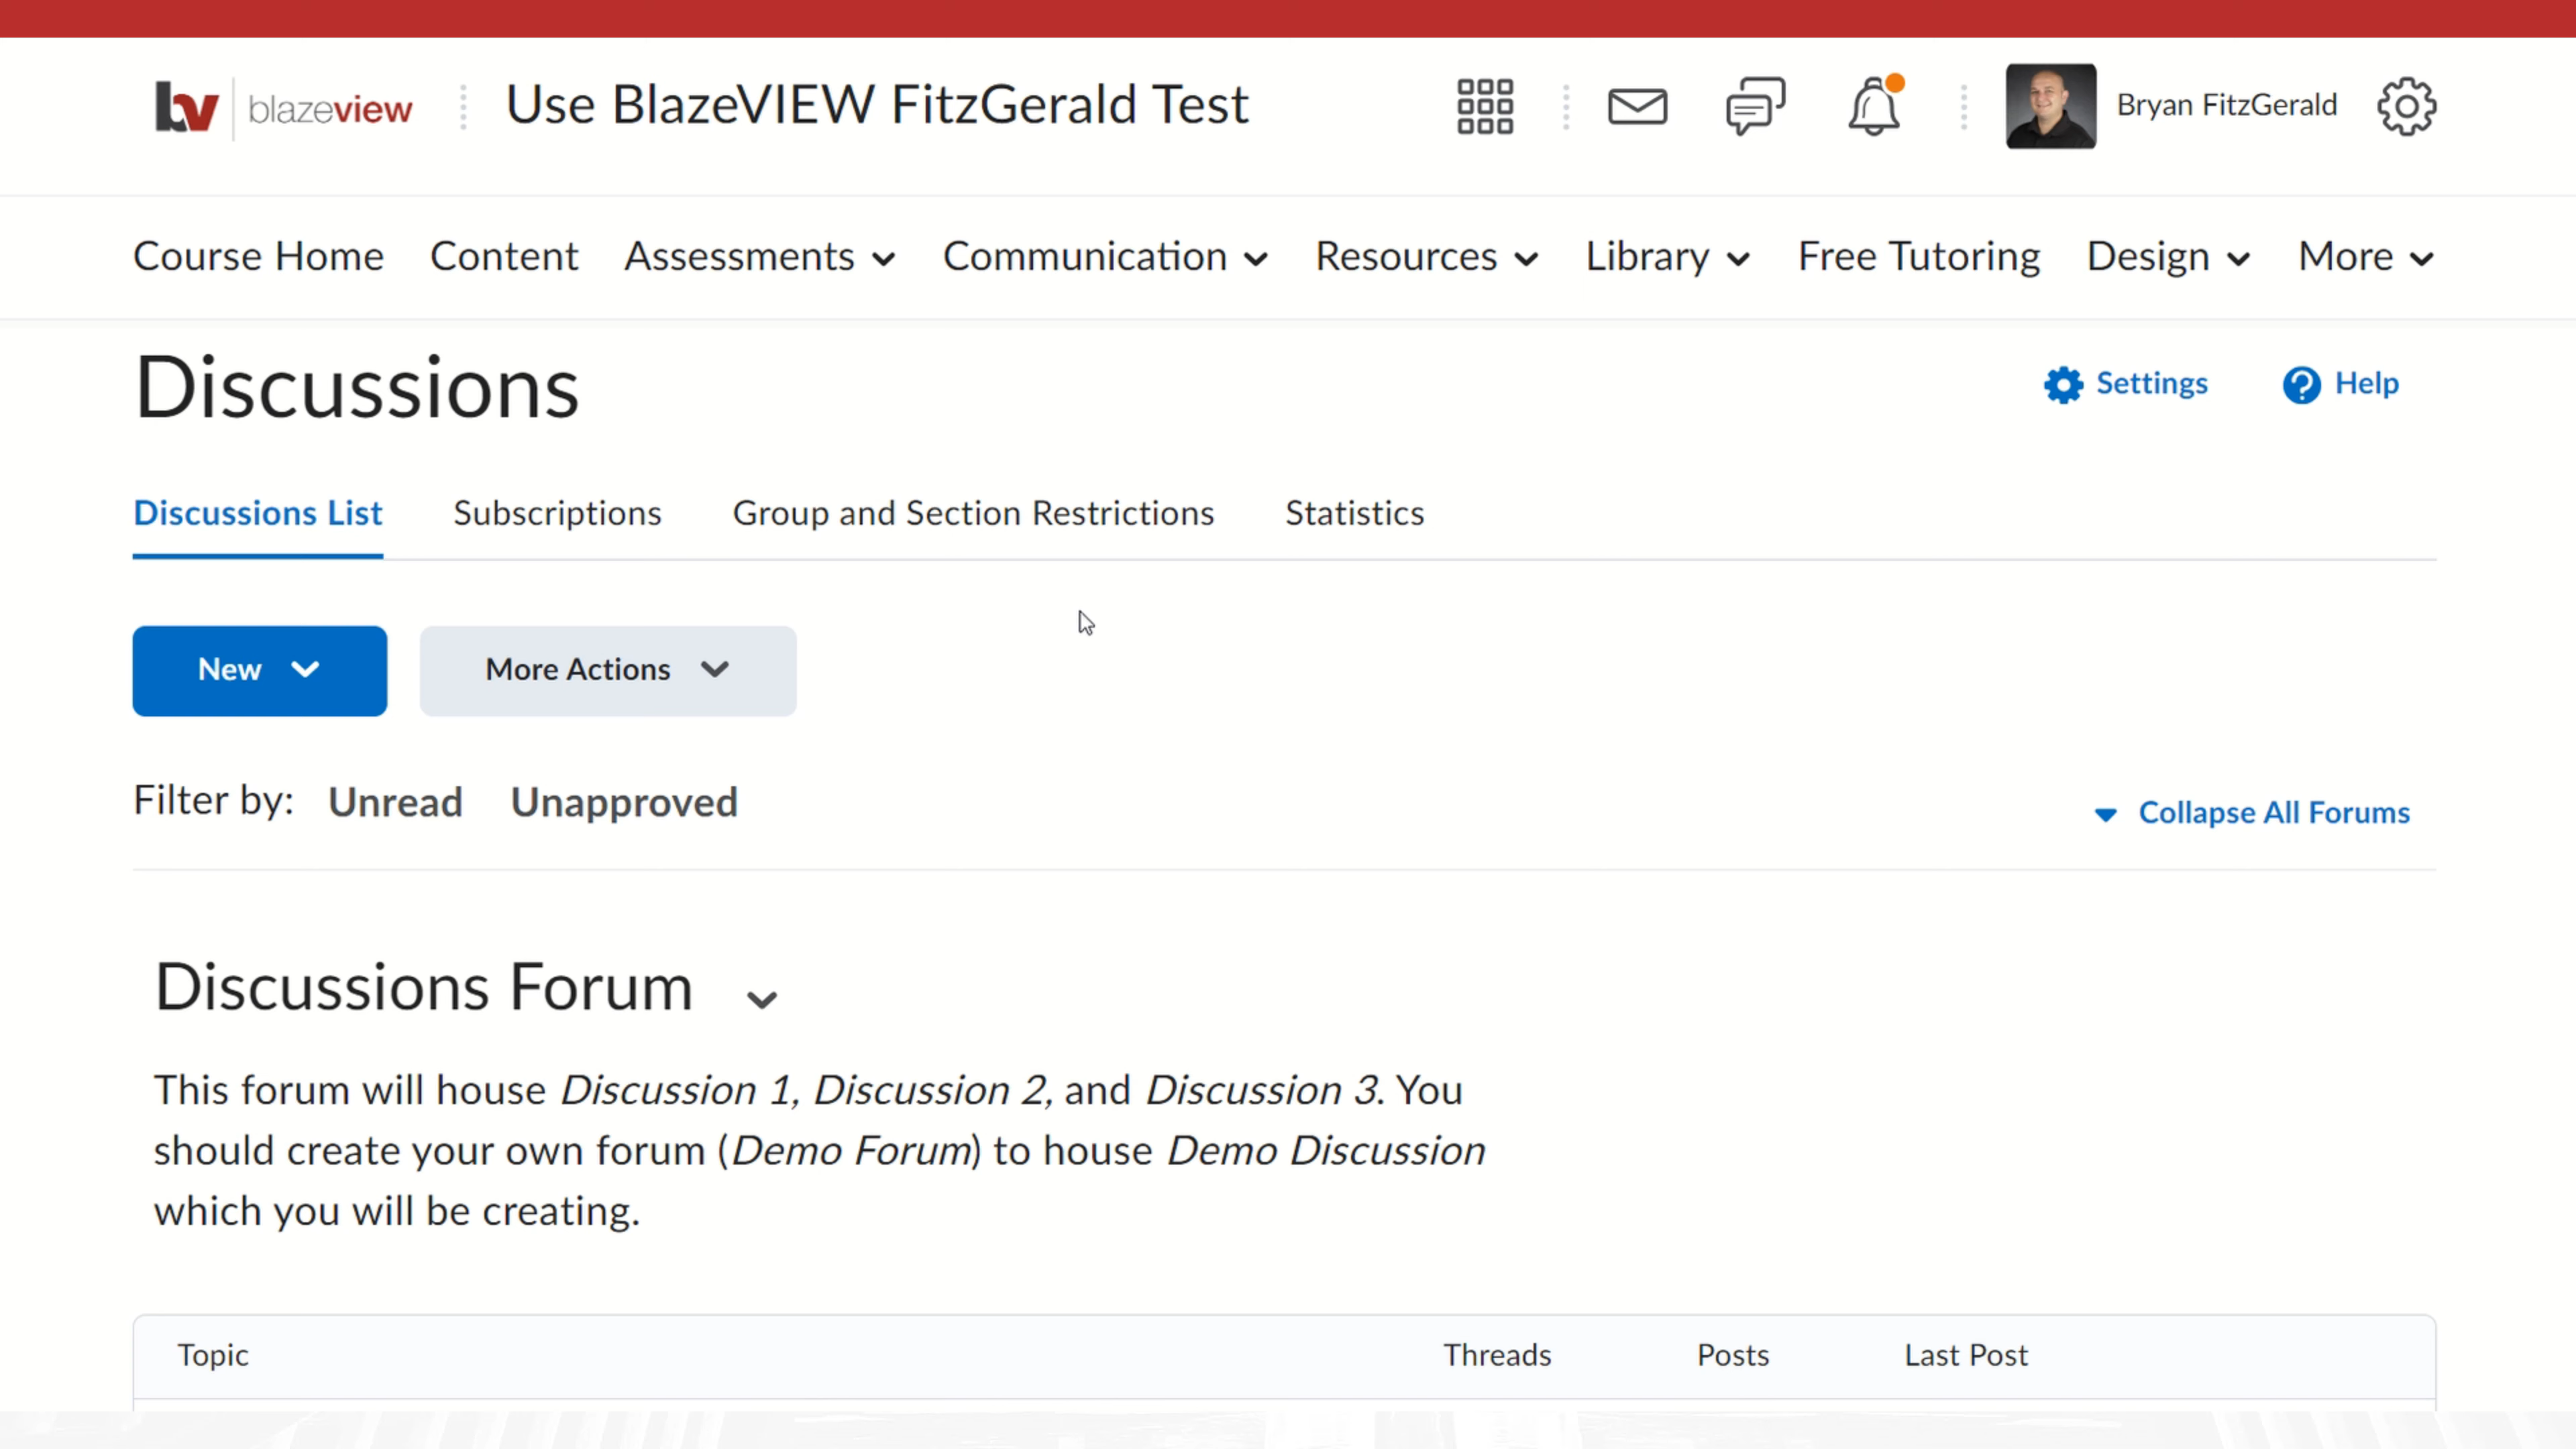 bv blazeview Use BlazeVIEW FitzGerald Test Bryan FitzGerald
Course Home Content Assessments Communication Resources Library Free Tutoring Design More
Discussions Settings Help
Discussions List Subscriptions Group and Section Restrictions Statistics
New More Actions
Filter by: Unread Unapproved Collapse All Forums
Discussions Forum
This forum will house Discussion 1, Discussion 2, and Discussion 3. You
should create your own forum (Demo Forum) to house Demo Discussion
which you will be creating.
Topic Threads Posts Last Post